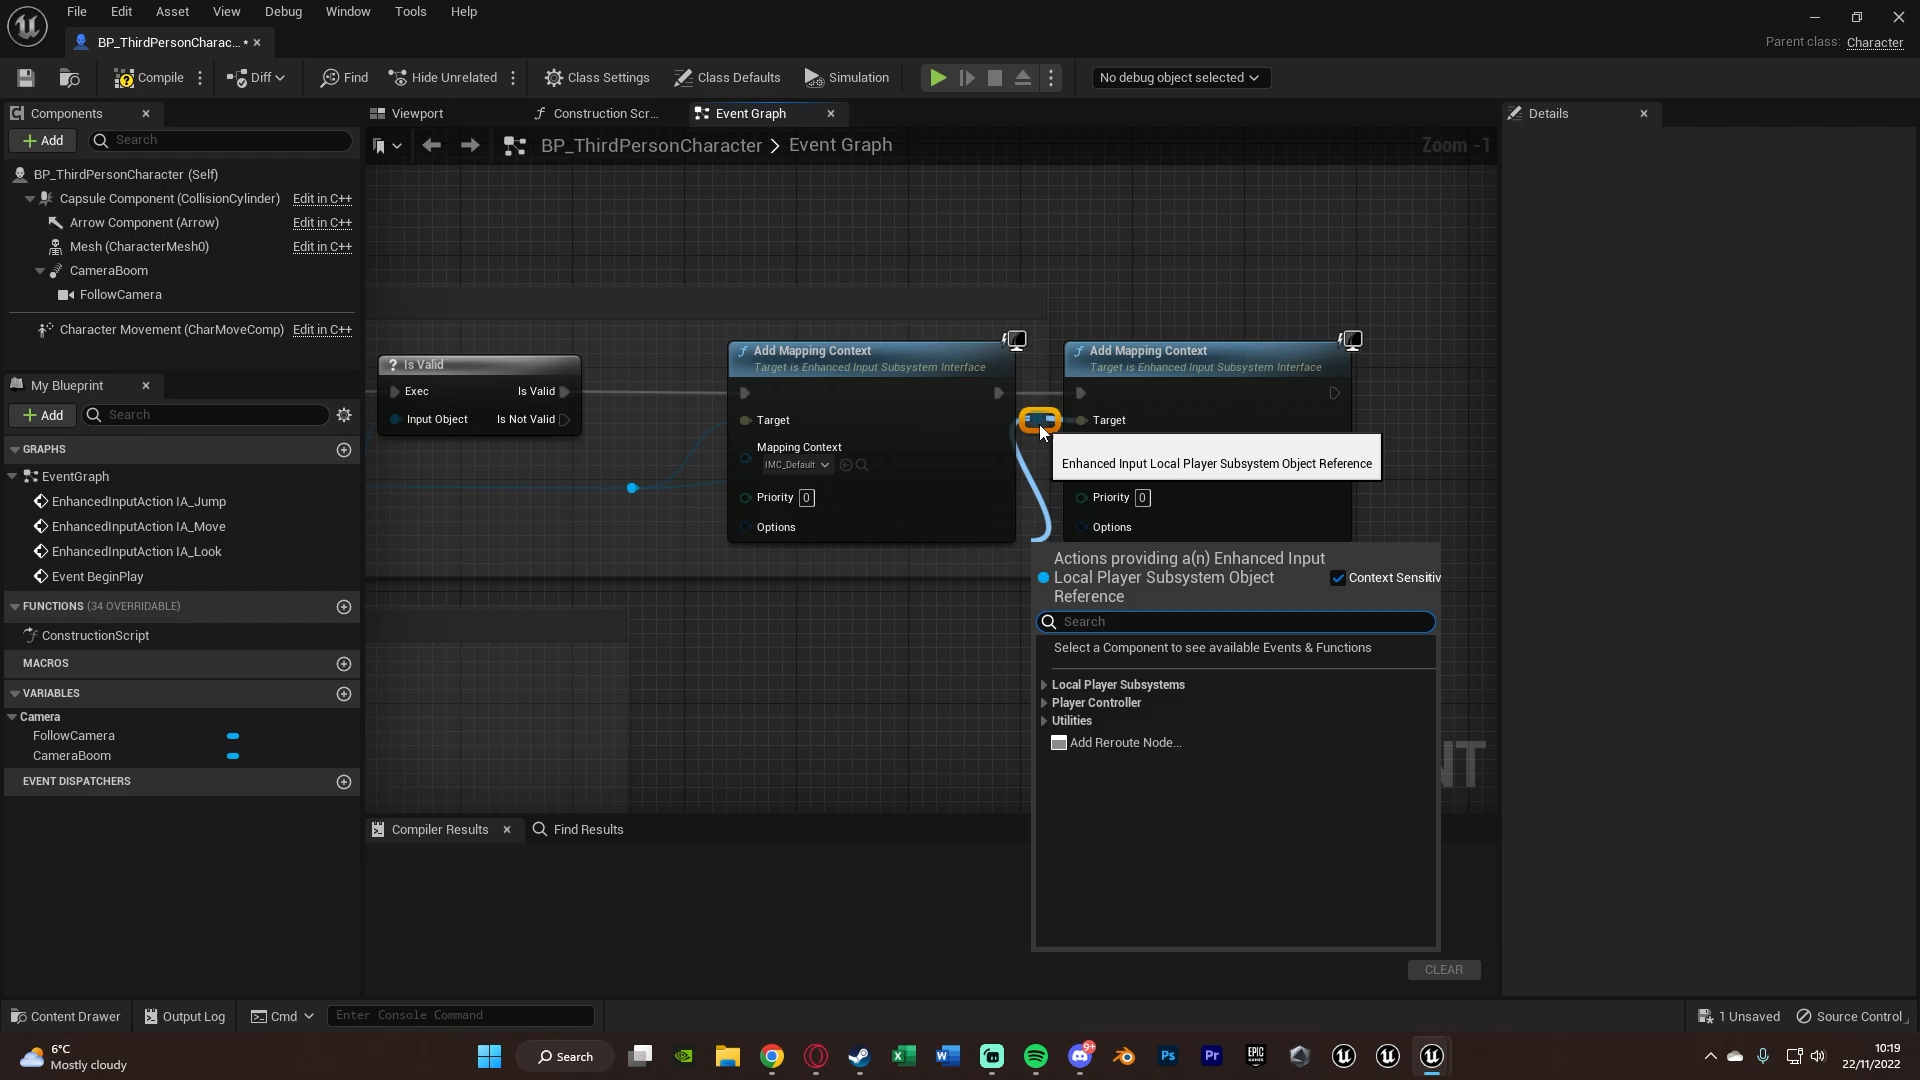 File Edit Asset View Debug Window Tools Help
BP_ThirdPersonCharac... •
Parent class: Character
Compile Diff Find Hide Unrelated Class Settings Class Defaults Simulation No debug object selected
Components
Viewport
Construction Scr...
Event Graph
Details
Add
Search
BP_ThirdPersonCharacter > Event Graph
Zoom -1
BP_ThirdPersonCharacter (Self)
Capsule Component (CollisionCylinder) Edit in C++
Arrow Component (Arrow) Edit in C++
Mesh (CharacterMesh0) Edit in C++
CameraBoom
FollowCamera
Character Movement (CharMoveComp) Edit in C++
My Blueprint
Add
Search
GRAPHS
EventGraph
EnhancedInputAction IA_Jump
EnhancedInputAction IA_Move
EnhancedInputAction IA_Look
Event BeginPlay
FUNCTIONS (34 OVERRIDABLE)
ConstructionScript
MACROS
VARIABLES
Camera
FollowCamera
CameraBoom
EVENT DISPATCHERS
? Is Valid
Exec Is Valid
Input Object Is Not Valid
Add Mapping Context
Target is Enhanced Input Subsystem Interface
Target
Mapping Context
IMC_Default
Priority 0
Options
Add Mapping Context
Target is Enhanced Input Subsystem Interface
Target
Enhanced Input Local Player Subsystem Object Reference
Priority 0
Options
Actions providing a(n) Enhanced Input
Local Player Subsystem Object
Reference
Context Sensitiv
Search
Select a Component to see available Events & Functions
Local Player Subsystems
Player Controller
Utilities
Add Reroute Node...
NT
Compiler Results
Find Results
CLEAR
Content Drawer Output Log Cmd Enter Console Command
1 Unsaved Source Control
6°C
Mostly cloudy
Search
W
9+
Ps
Pr
EPIC
GAMES
10:19
22/11/2022